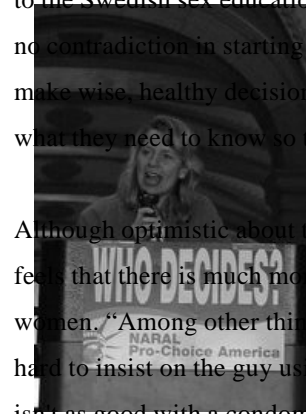 to the Swedish sex education
no contradiction in starting
make wise, healthy decision
what they need to know so t
Although optimistic about t
feels that there is much mo
WHO DECIDES?
women. “Among other thin
NARAL
Pro-Choice America
hard to insist on the guy us
isn't as good with a condom